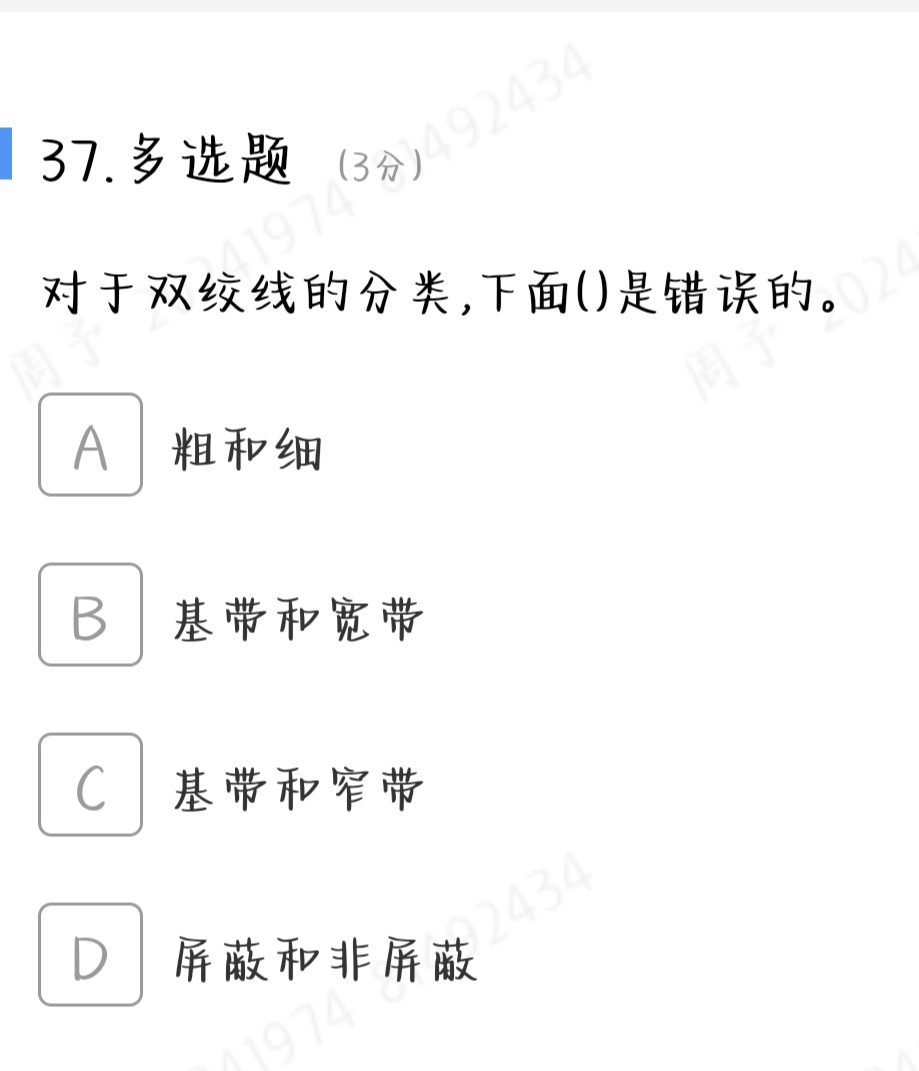 37.多选题 (3分)
对于双绞线的分类,下面()是错误的。
A 粗和细
B 基带和宽带
C 基带和窄带
D 屏蔽和非屏蔽